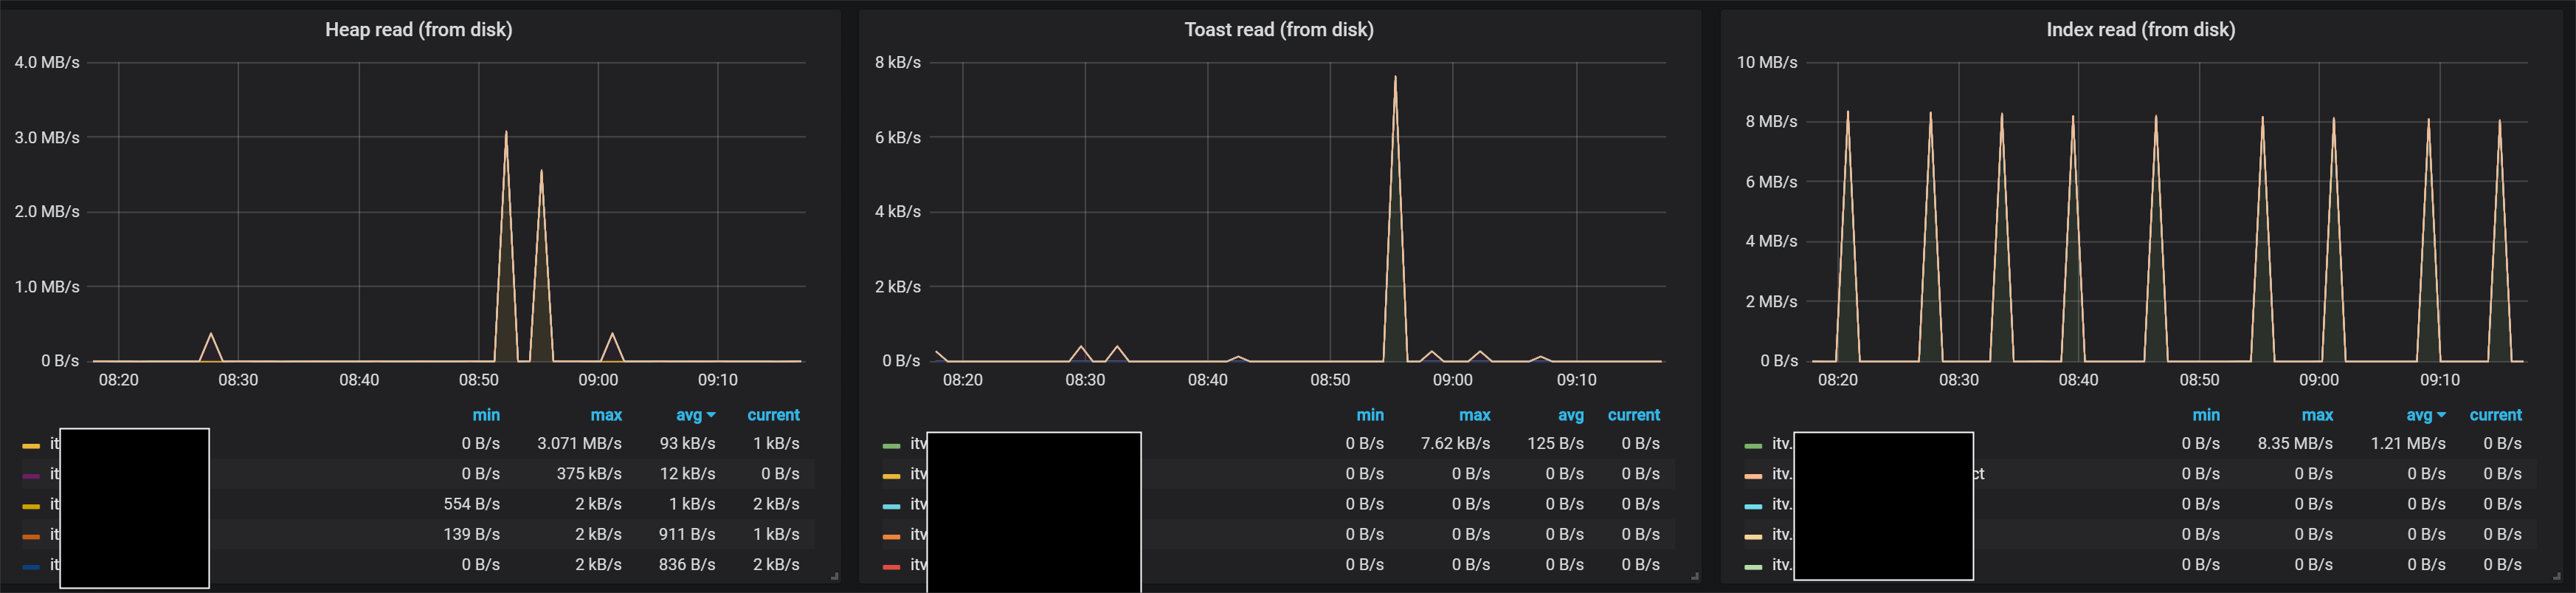 Heap read (from disk)
4.0 MB/s
3.0 MB/s
2.0 MB/s
1.0 MB/s
0 B/s
08:20 08:30 08:40 08:50 09:00 09:10
min max avg current
it 0 B/s 3.071 MB/s 93 kB/s 1 kB/s
it 0 B/s 375 kB/s 12 kB/s 0 B/s
it 554 B/s 2 kB/s 1 kB/s 2 kB/s
it 139 B/s 2 kB/s 911 B/s 1 kB/s
it 0 B/s 2 kB/s 836 B/s 2 kB/s
Toast read (from disk)
8 kB/s
6 kB/s
4 kB/s
2 kB/s
0 B/s
08:20 08:30 08:40 08:50 09:00 09:10
min max avg current
itv 0 B/s 7.62 kB/s 125 B/s 0 B/s
itv 0 B/s 0 B/s 0 B/s 0 B/s
itv 0 B/s 0 B/s 0 B/s 0 B/s
itv 0 B/s 0 B/s 0 B/s 0 B/s
itv 0 B/s 0 B/s 0 B/s 0 B/s
Index read (from disk)
10 MB/s
8 MB/s
6 MB/s
4 MB/s
2 MB/s
0 B/s
08:20 08:30 08:40 08:50 09:00 09:10
min max avg current
itv. 0 B/s 8.35 MB/s 1.21 MB/s 0 B/s
itv. ct 0 B/s 0 B/s 0 B/s 0 B/s
itv. 0 B/s 0 B/s 0 B/s 0 B/s
itv. 0 B/s 0 B/s 0 B/s 0 B/s
itv. 0 B/s 0 B/s 0 B/s 0 B/s